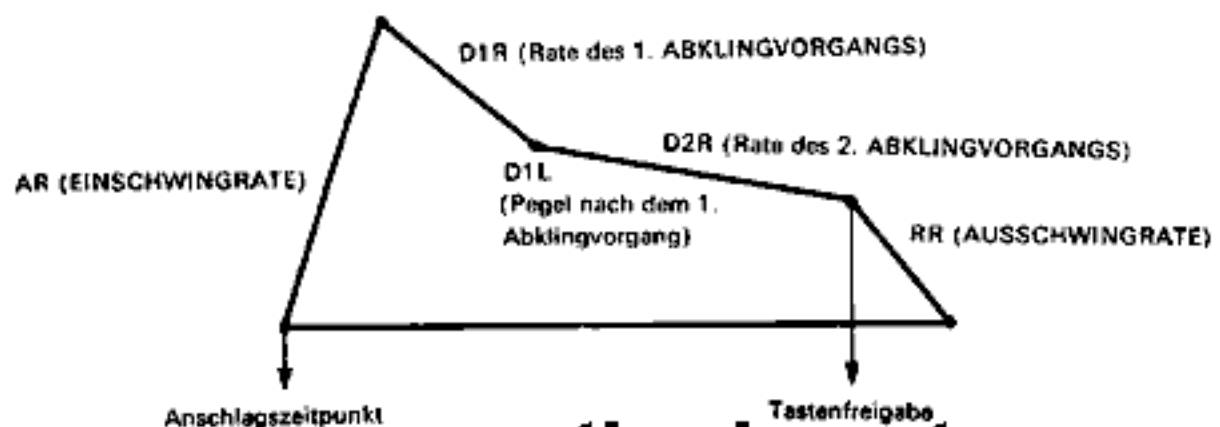 D1R (Rate des 1. ABKLINGVORGANGS)
D2R (Rate des 2. ABKLINGVORGANGS)
AR (EINSCHWINGRATE)
D1L
(Pegel nach dem 1.
Abklingvorgang)
RR (AUSSCHWINGRATE)
Anschlagszeitpunkt
Tastenfreigabe